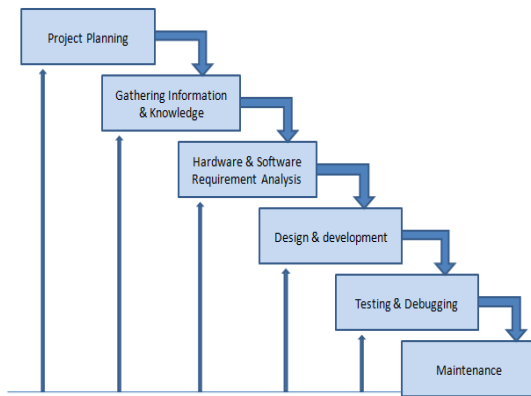 Project Planning
Gathering Information
& Knowledge
Hardware & Software
Requirement Analysis
Design & development
Testing & Debugging
Maintenance